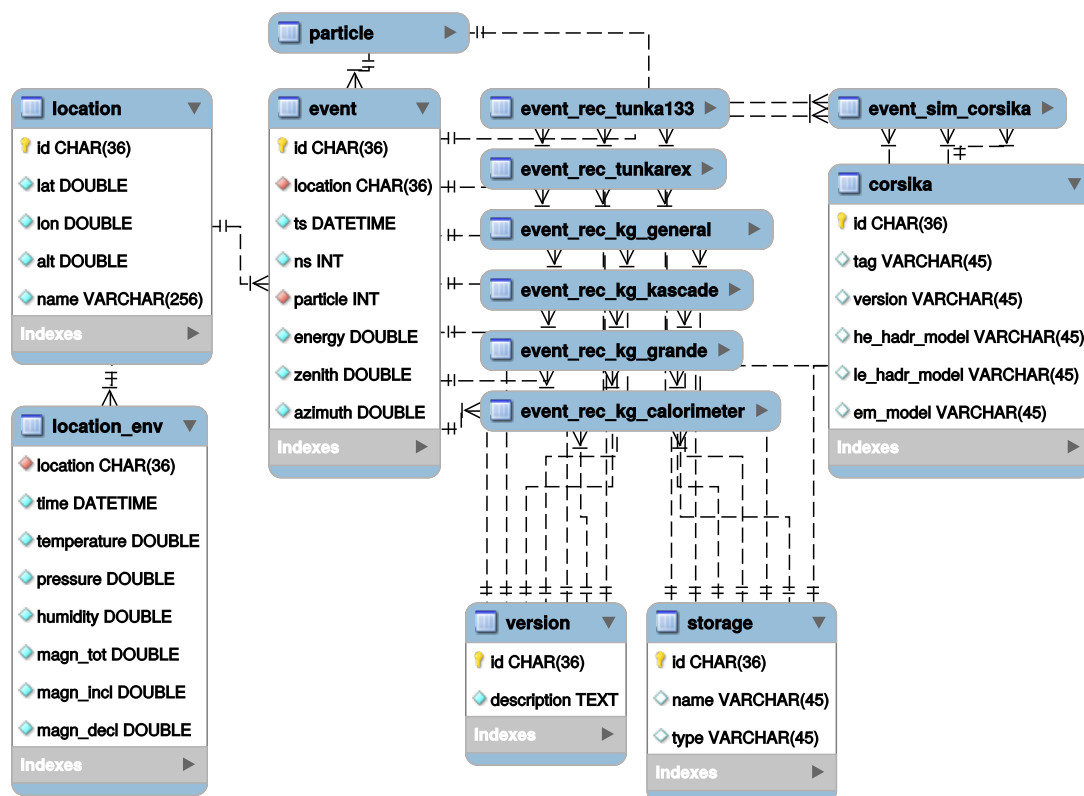 particle
location
id CHAR(36)
lat DOUBLE
lon DOUBLE
alt DOUBLE
name VARCHAR(256)
Indexes
location_env
location CHAR(36)
time DATETIME
temperature DOUBLE
pressure DOUBLE
humidity DOUBLE
magn_tot DOUBLE
magn_incl DOUBLE
magn_decl DOUBLE
Indexes
event
id CHAR(36)
location CHAR(36)
ts DATETIME
ns INT
particle INT
energy DOUBLE
zenith DOUBLE
azimuth DOUBLE
Indexes
event_rec_tunka133
event_rec_tunkarex
event_rec_kg_general
event_rec_kg_kascade
event_rec_kg_grande
event_rec_kg_calorimeter
event_sim_corsika
corsika
id CHAR(36)
tag VARCHAR(45)
version VARCHAR(45)
he_hadr_model VARCHAR(45)
le_hadr_model VARCHAR(45)
em_model VARCHAR(45)
Indexes
version
id CHAR(36)
description TEXT
Indexes
storage
id CHAR(36)
name VARCHAR(45)
type VARCHAR(45)
Indexes